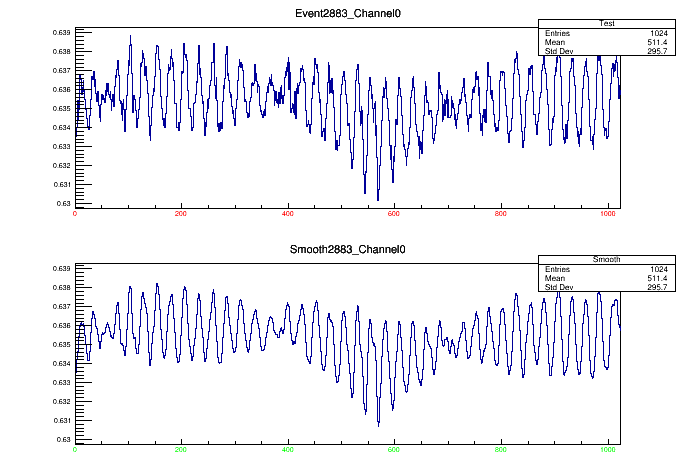 Event2883_Channel0
Test
Entries 1024
Mean 511.4
Std Dev 295.7
0.639
0.638
0.637
0.636
0.635
0.634
0.633
0.632
0.631
0.63
0 200 400 600 800 1000
Smooth2883_Channel0
Smooth
Entries 1024
Mean 511.4
Std Dev 295.7
0.639
0.638
0.637
0.636
0.635
0.634
0.633
0.632
0.631
0.63
0 200 400 600 800 1000